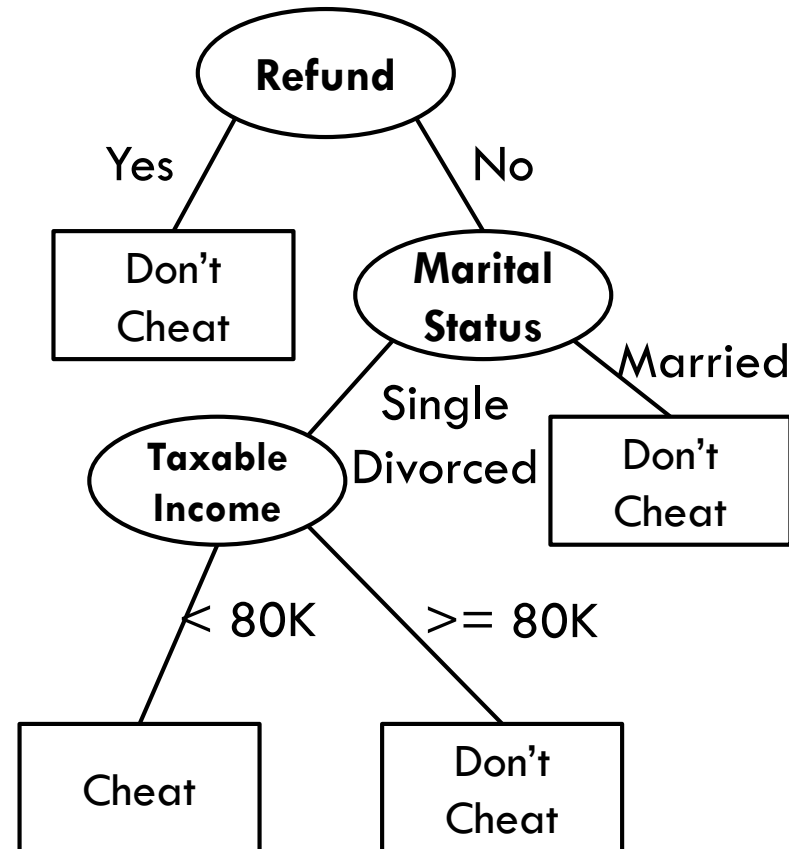 Refund
Yes
No
Don't
Cheat
Marital
Status
Married
Single
Divorced
Taxable
Income
Don't
Cheat
< 80K
>= 80K
Cheat
Don't
Cheat